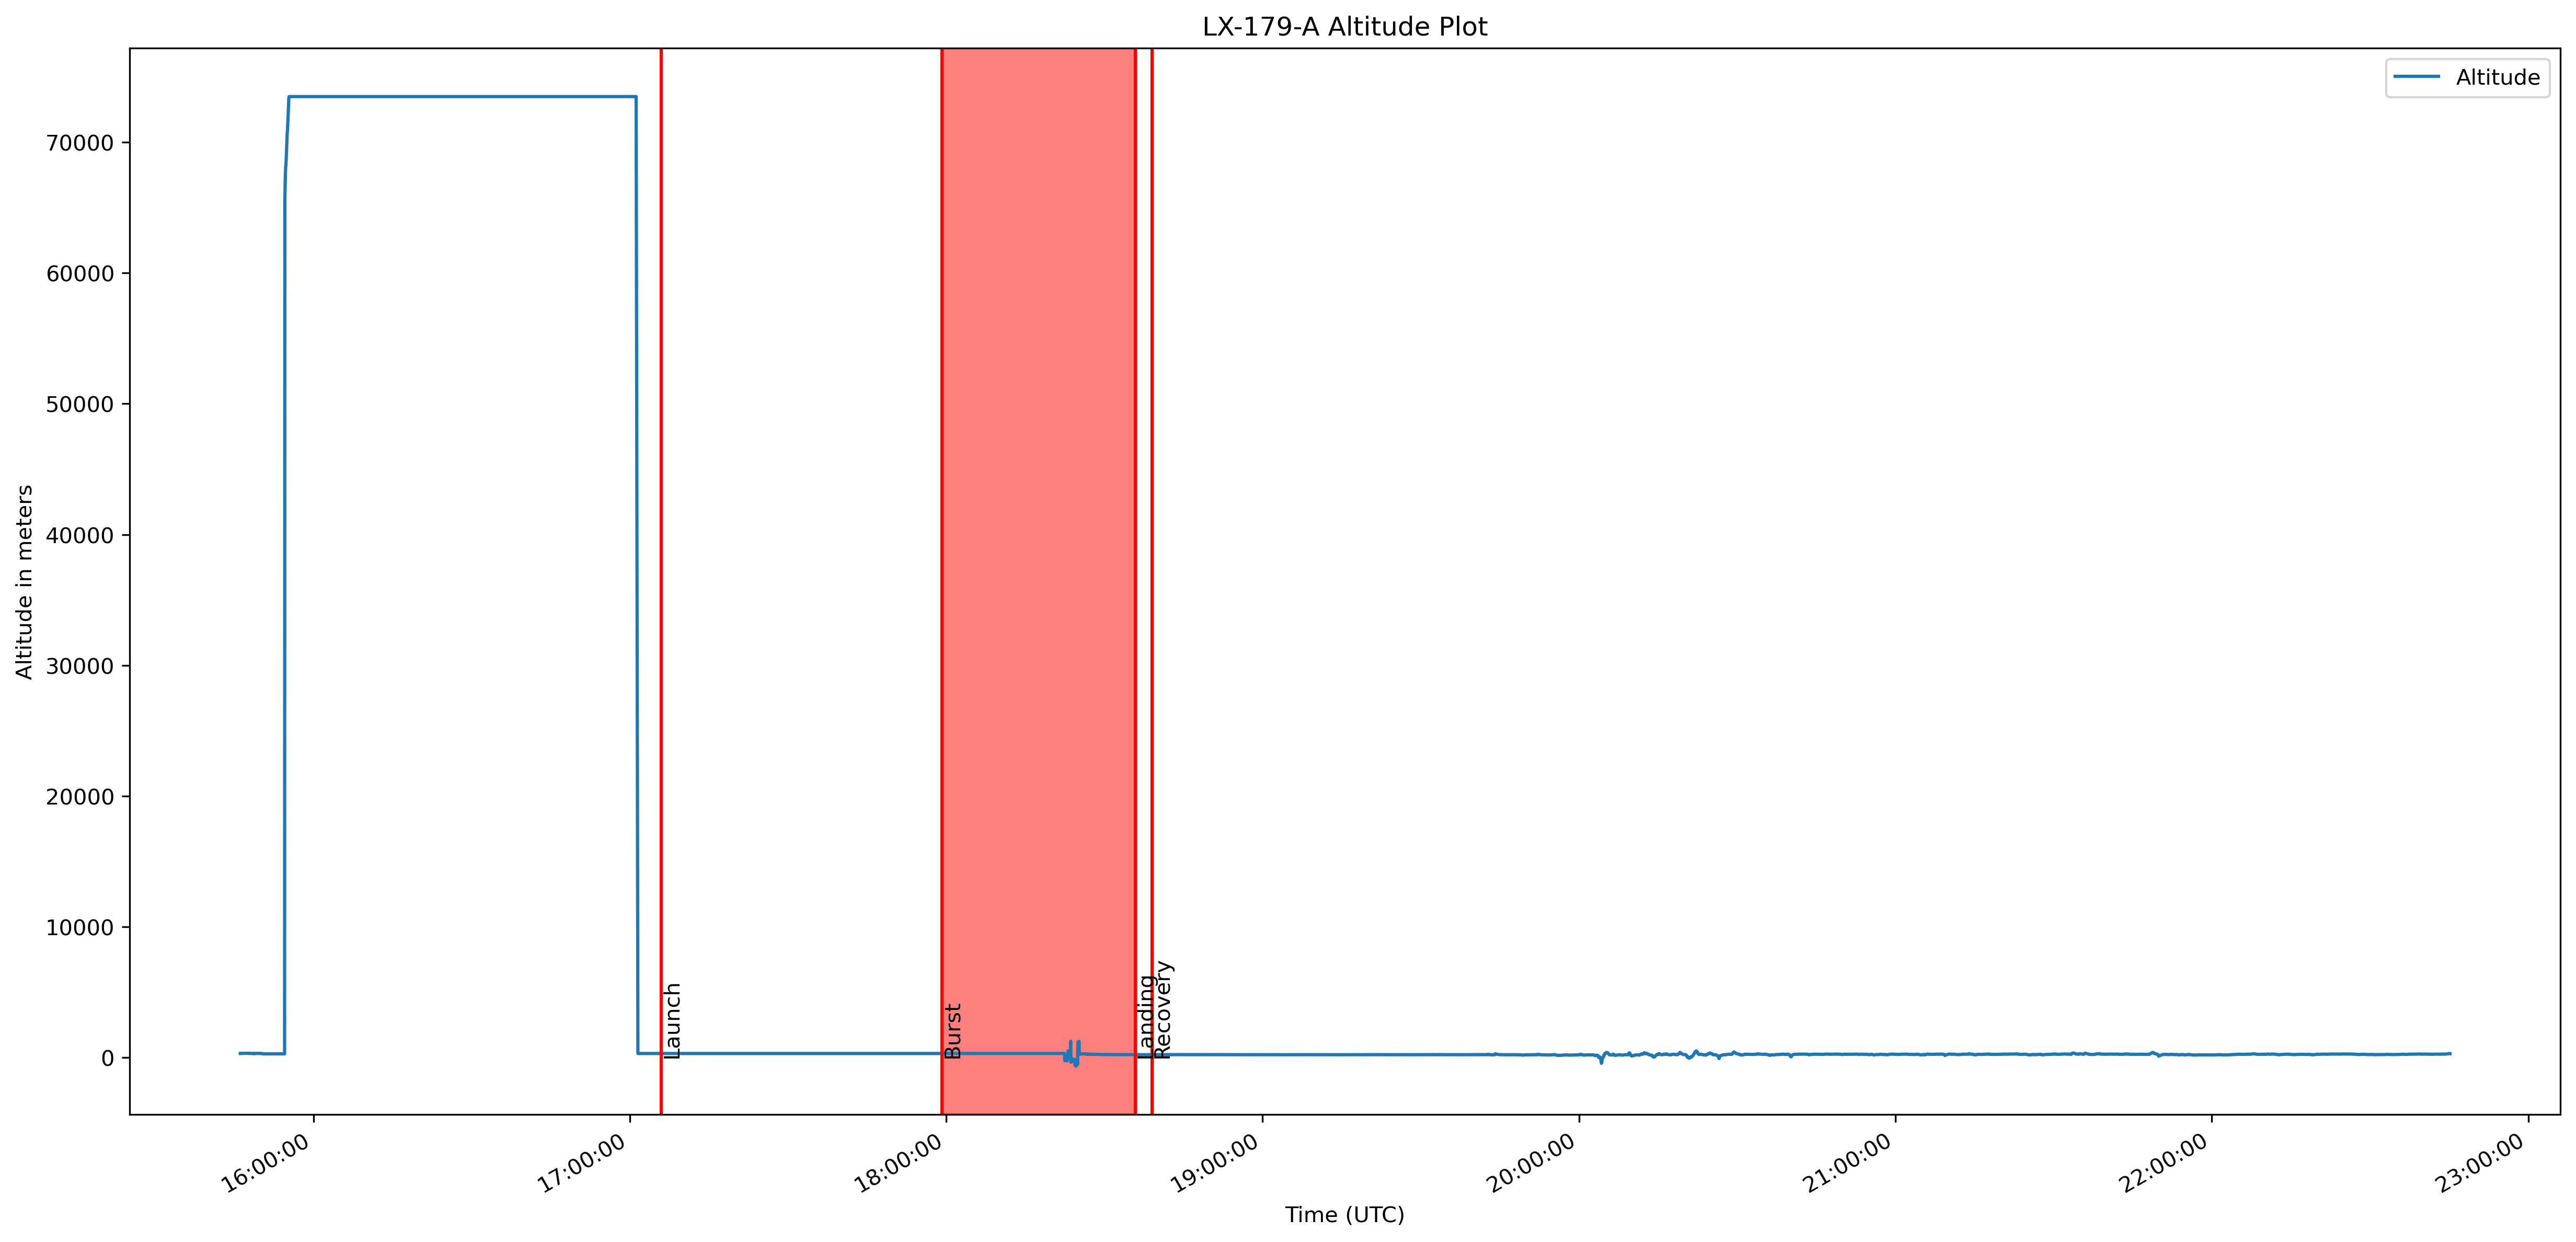 LX-179-A Altitude Plot
Altitude
Altitude in meters
70000
60000
50000
40000
30000
20000
10000
0
Launch
Burst
Landing
Recovery
16:00:00
17:00:00
18:00:00
19:00:00
20:00:00
21:00:00
22:00:00
23:00:00
Time (UTC)